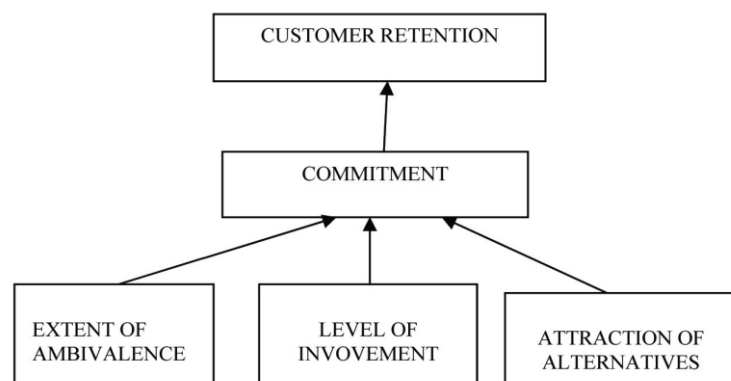 CUSTOMER RETENTION
COMMITMENT
EXTENT OF
AMBIVALENCE
LEVEL OF
INVOVEMENT
ATTRACTION OF
ALTERNATIVES